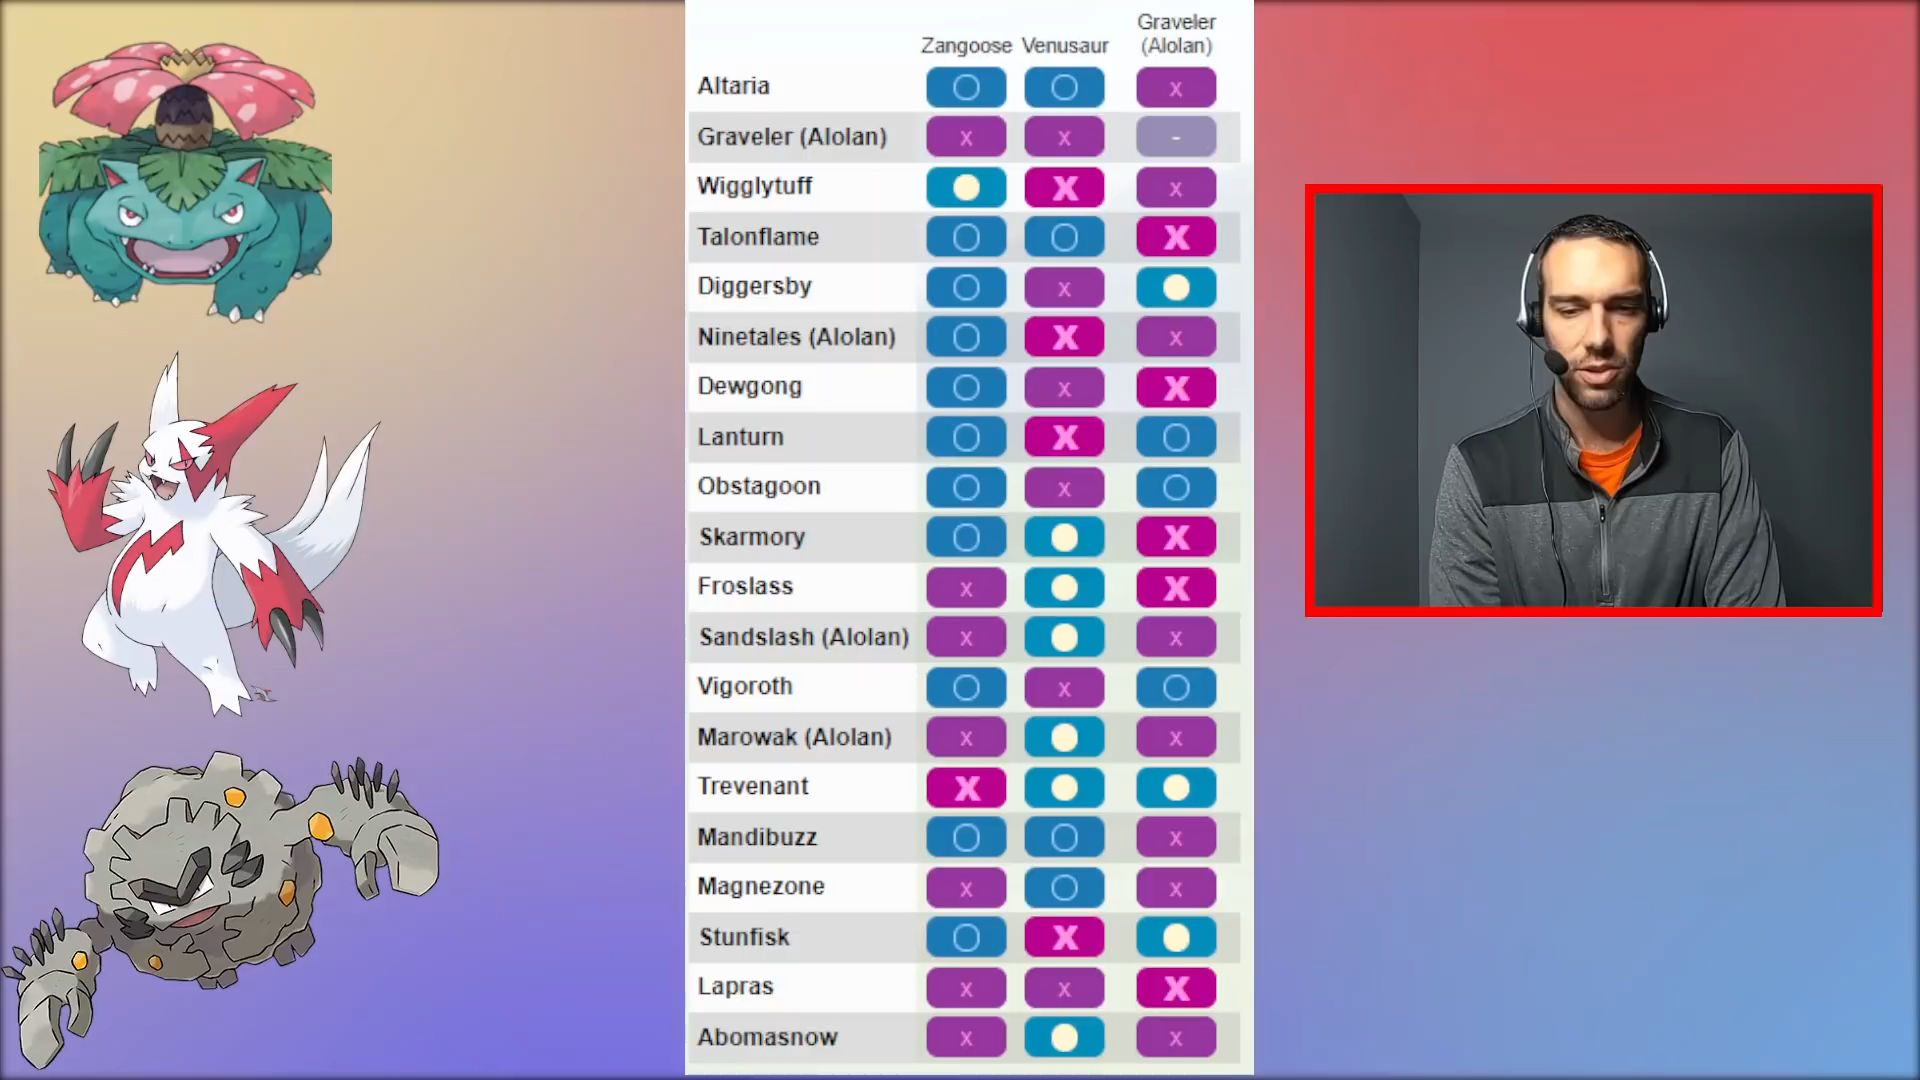 Zangoose Venusaur Graveler
(Alolan)
Altaria O O x
Graveler (Alolan) x x -
Wigglytuff X x
Talonflame O O X
Diggersby O x
Ninetales (Alolan) O X x
Dewgong O x X
Lanturn O X O
Obstagoon O x O
Skarmory O X
Froslass x X
Sandslash (Alolan) x x
Vigoroth O x O
Marowak (Alolan) x x
Trevenant X
Mandibuzz O O x
Magnezone x O x
Stunfisk O X
Lapras x x X
Abomasnow x x